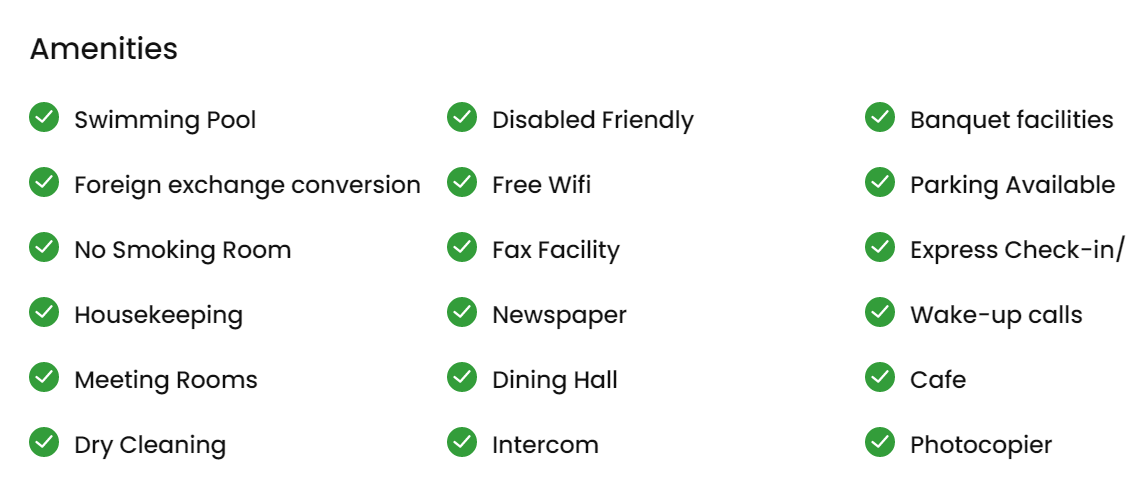 Amenities
Swimming Pool
Disabled Friendly
Banquet facilities
Foreign exchange conversion
Free Wifi
Parking Available
No Smoking Room
Fax Facility
Express Check-in/
Housekeeping
Newspaper
Wake-up calls
Meeting Rooms
Dining Hall
Cafe
Dry Cleaning
Intercom
Photocopier